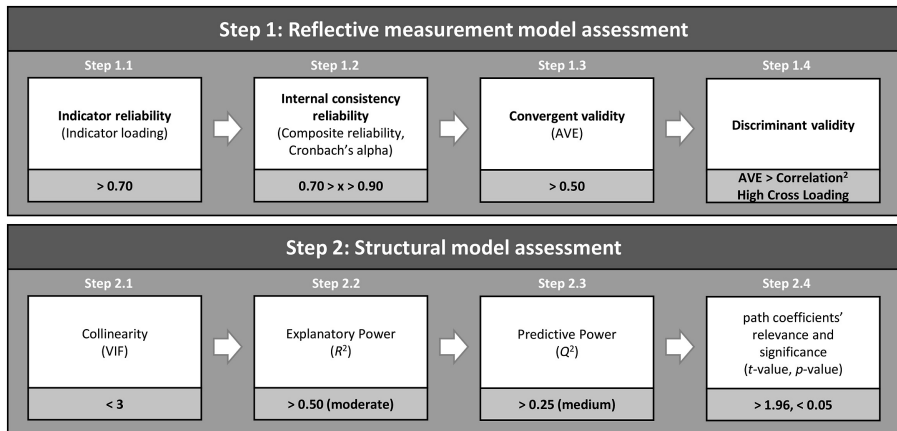 Step 1: Reflective measurement model assessment
Step 1.1
Indicator reliability
(Indicator loading)
> 0.70
Step 1.2
Internal consistency
reliability
(Composite reliability,
Cronbach's alpha)
0.70 > x > 0.90
Step 1.3
Convergent validity
(AVE)
> 0.50
Step 1.4
Discriminant validity
AVE > Correlation²
High Cross Loading
Step 2: Structural model assessment
Step 2.1
Collinearity
(VIF)
< 3
Step 2.2
Explanatory Power
(R²)
> 0.50 (moderate)
Step 2.3
Predictive Power
(Q²)
> 0.25 (medium)
Step 2.4
path coefficients'
relevance and
significance
(t-value, p-value)
> 1.96, < 0.05